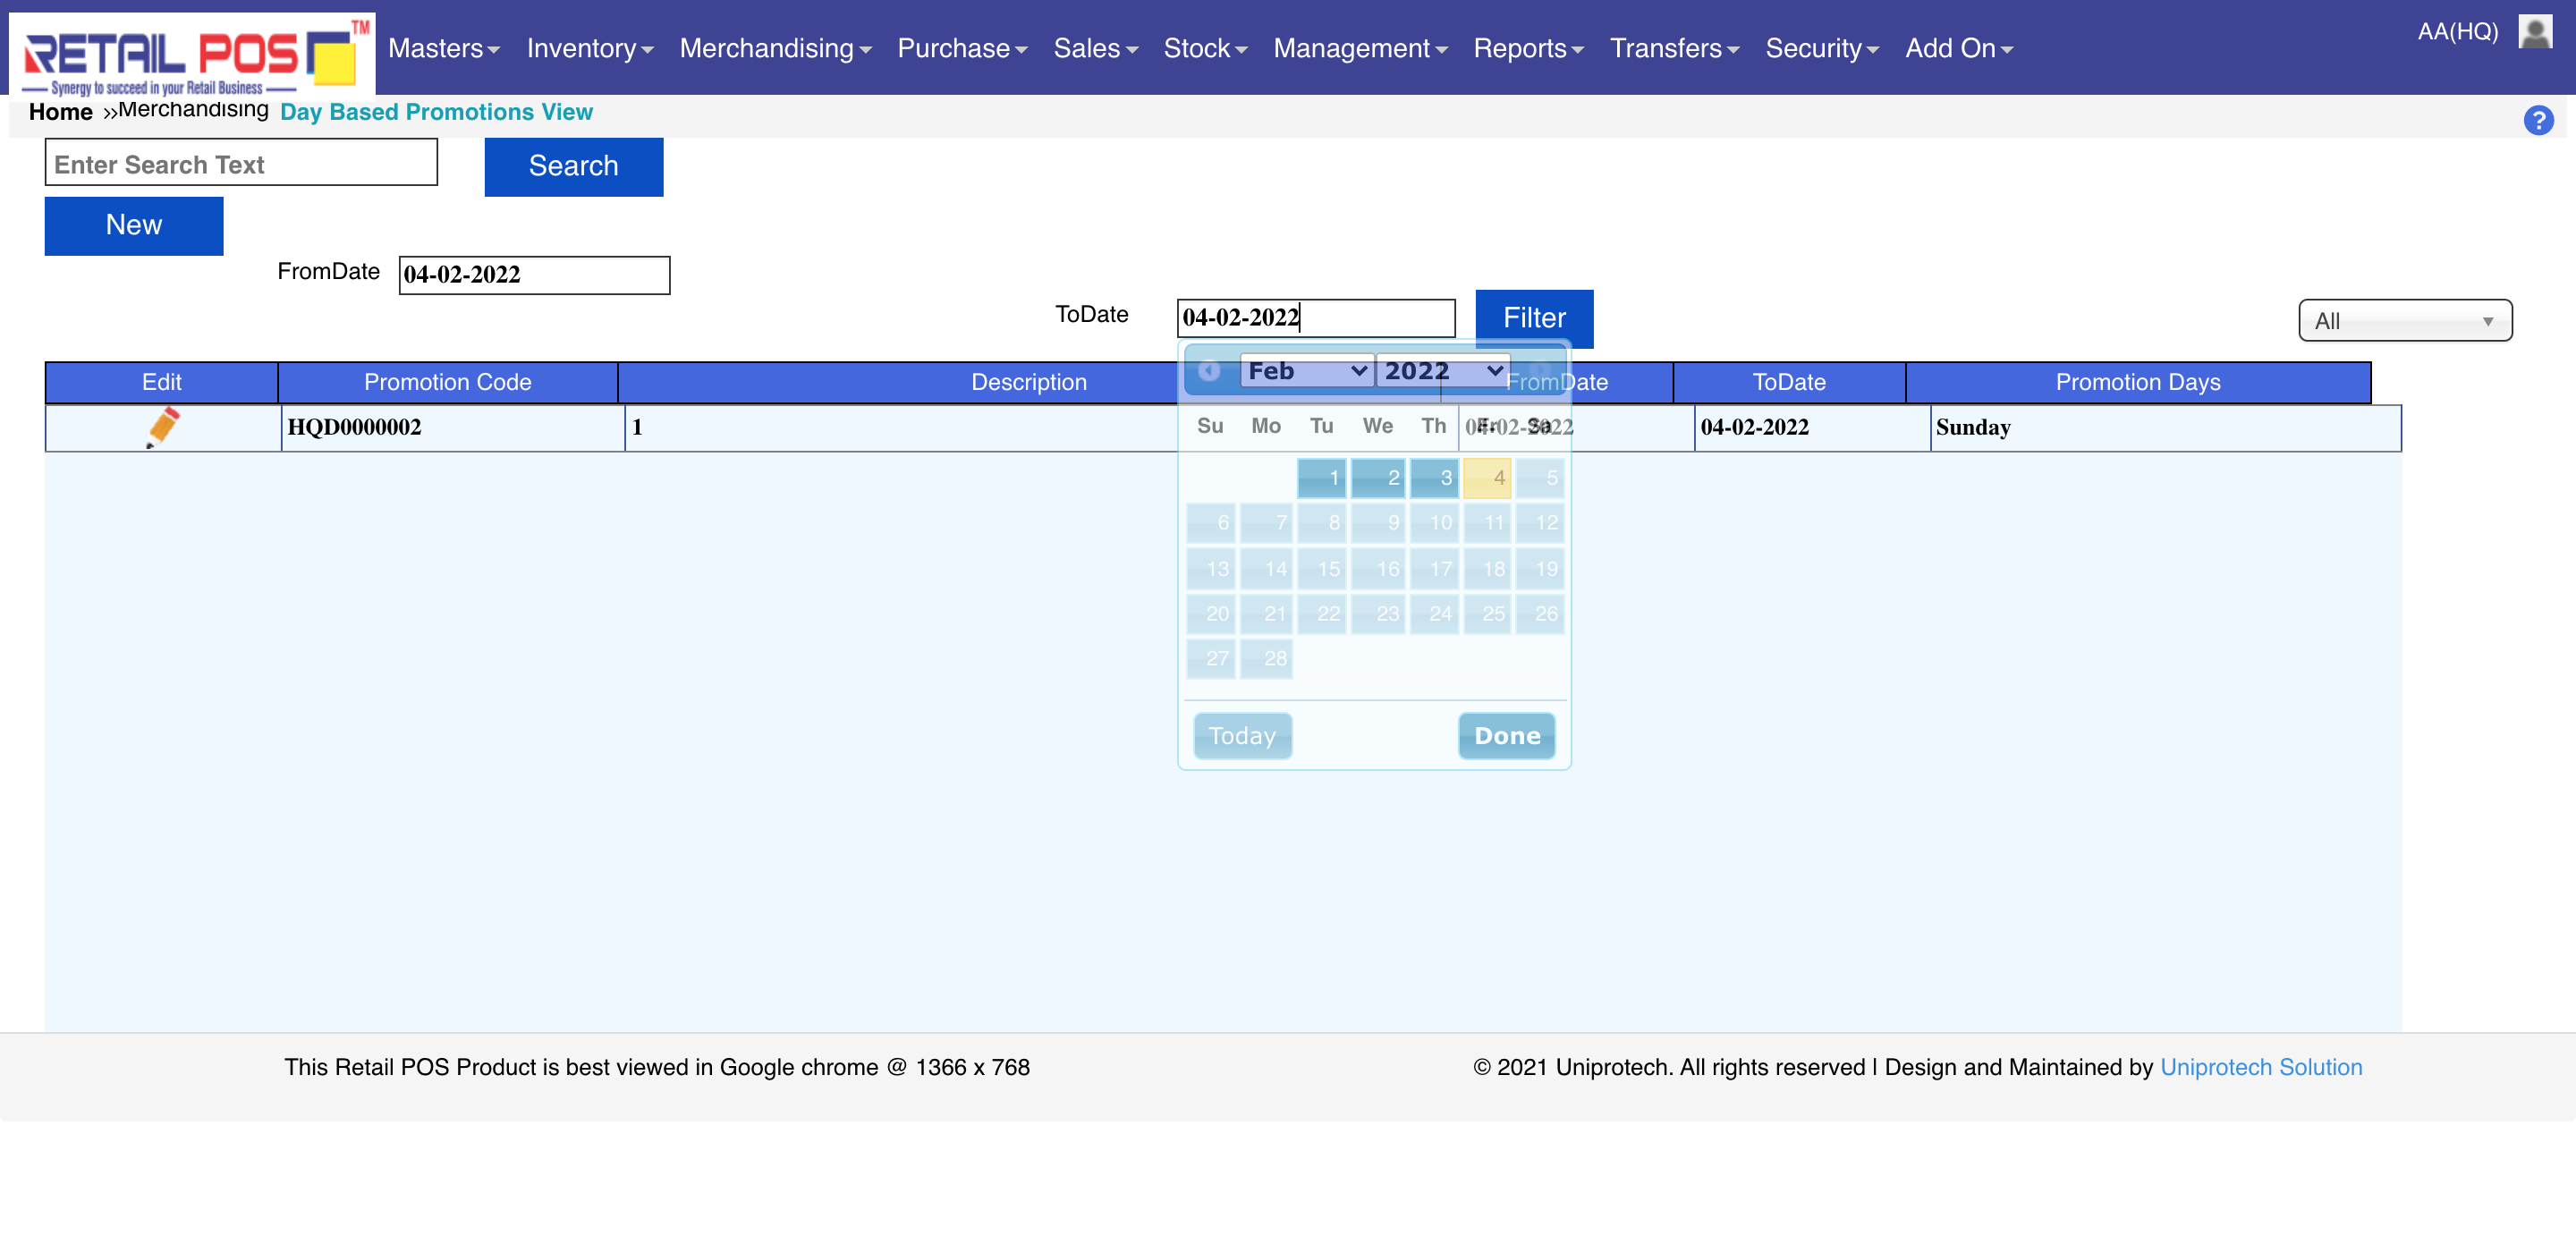 RETAIL POS TM
Synergy to succeed in your Retail Business
Masters Inventory Merchandising Purchase Sales Stock Management Reports Transfers Security Add On
AA(HQ)
Home »Merchandising Day Based Promotions View
?
Enter Search Text
Search
New
FromDate 04-02-2022
ToDate 04-02-2022 Filter
All
Edit Promotion Code Description FromDate ToDate Promotion Days
HQD0000002 1 04-02-2022 04-02-2022 Sunday
Feb 2022
Su Mo Tu We Th Fr Sa
1 2 3 4 5
6 7 8 9 10 11 12
13 14 15 16 17 18 19
20 21 22 23 24 25 26
27 28
Today Done
This Retail POS Product is best viewed in Google chrome @ 1366 x 768
© 2021 Uniprotech. All rights reserved | Design and Maintained by Uniprotech Solution